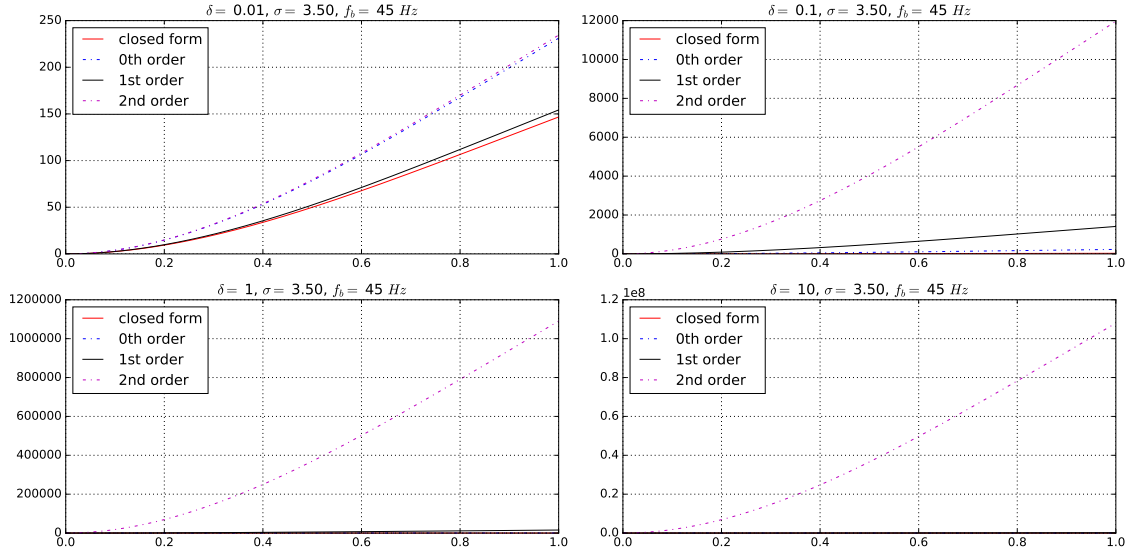 δ = 0.01, σ = 3.50, f_b = 45 Hz
closed form
0th order
1st order
2nd order
250
200
150
100
50
0
0.0 0.2 0.4 0.6 0.8 1.0
δ = 0.1, σ = 3.50, f_b = 45 Hz
closed form
0th order
1st order
2nd order
12000
10000
8000
6000
4000
2000
0
0.0 0.2 0.4 0.6 0.8 1.0
δ = 1, σ = 3.50, f_b = 45 Hz
closed form
0th order
1st order
2nd order
1200000
1000000
800000
600000
400000
200000
0
0.0 0.2 0.4 0.6 0.8 1.0
δ = 10, σ = 3.50, f_b = 45 Hz
1e8
closed form
0th order
1st order
2nd order
1.2
1.0
0.8
0.6
0.4
0.2
0.0
0.0 0.2 0.4 0.6 0.8 1.0